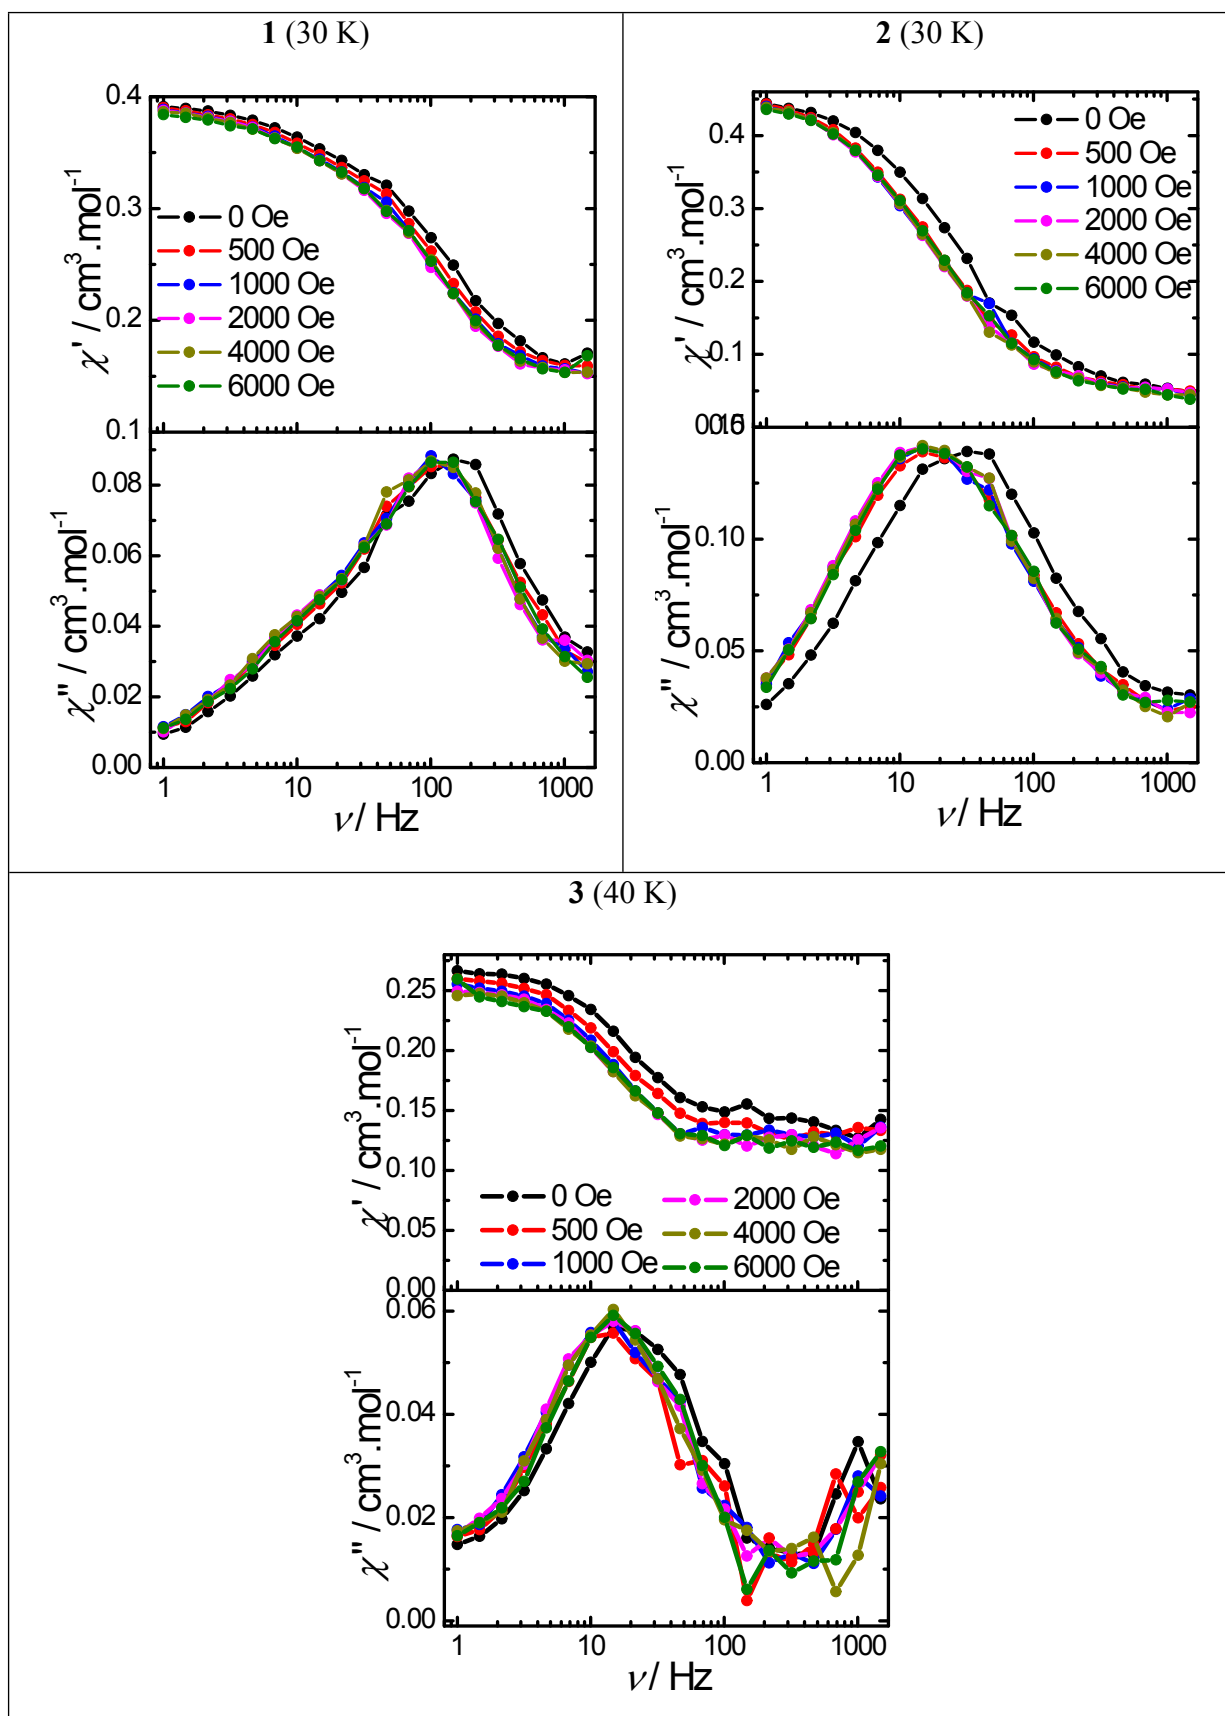 1 (30 K)
0.4
0.3
0.2
0.1
χ' / cm³.mol⁻¹
0 Oe
500 Oe
1000 Oe
2000 Oe
4000 Oe
6000 Oe
0.08
0.06
0.04
0.02
0.00
χ'' / cm³.mol⁻¹
1 10 100 1000
ν / Hz
2 (30 K)
0.4
0.3
0.2
0.1
0.0
χ' / cm³.mol⁻¹
0 Oe
500 Oe
1000 Oe
2000 Oe
4000 Oe
6000 Oe
0.15
0.10
0.05
0.00
χ'' / cm³.mol⁻¹
1 10 100 1000
ν / Hz
3 (40 K)
0.25
0.20
0.15
0.10
0.05
0.00
χ' / cm³.mol⁻¹
0 Oe 2000 Oe
500 Oe 4000 Oe
1000 Oe 6000 Oe
0.06
0.04
0.02
0.00
χ'' / cm³.mol⁻¹
1 10 100 1000
ν / Hz